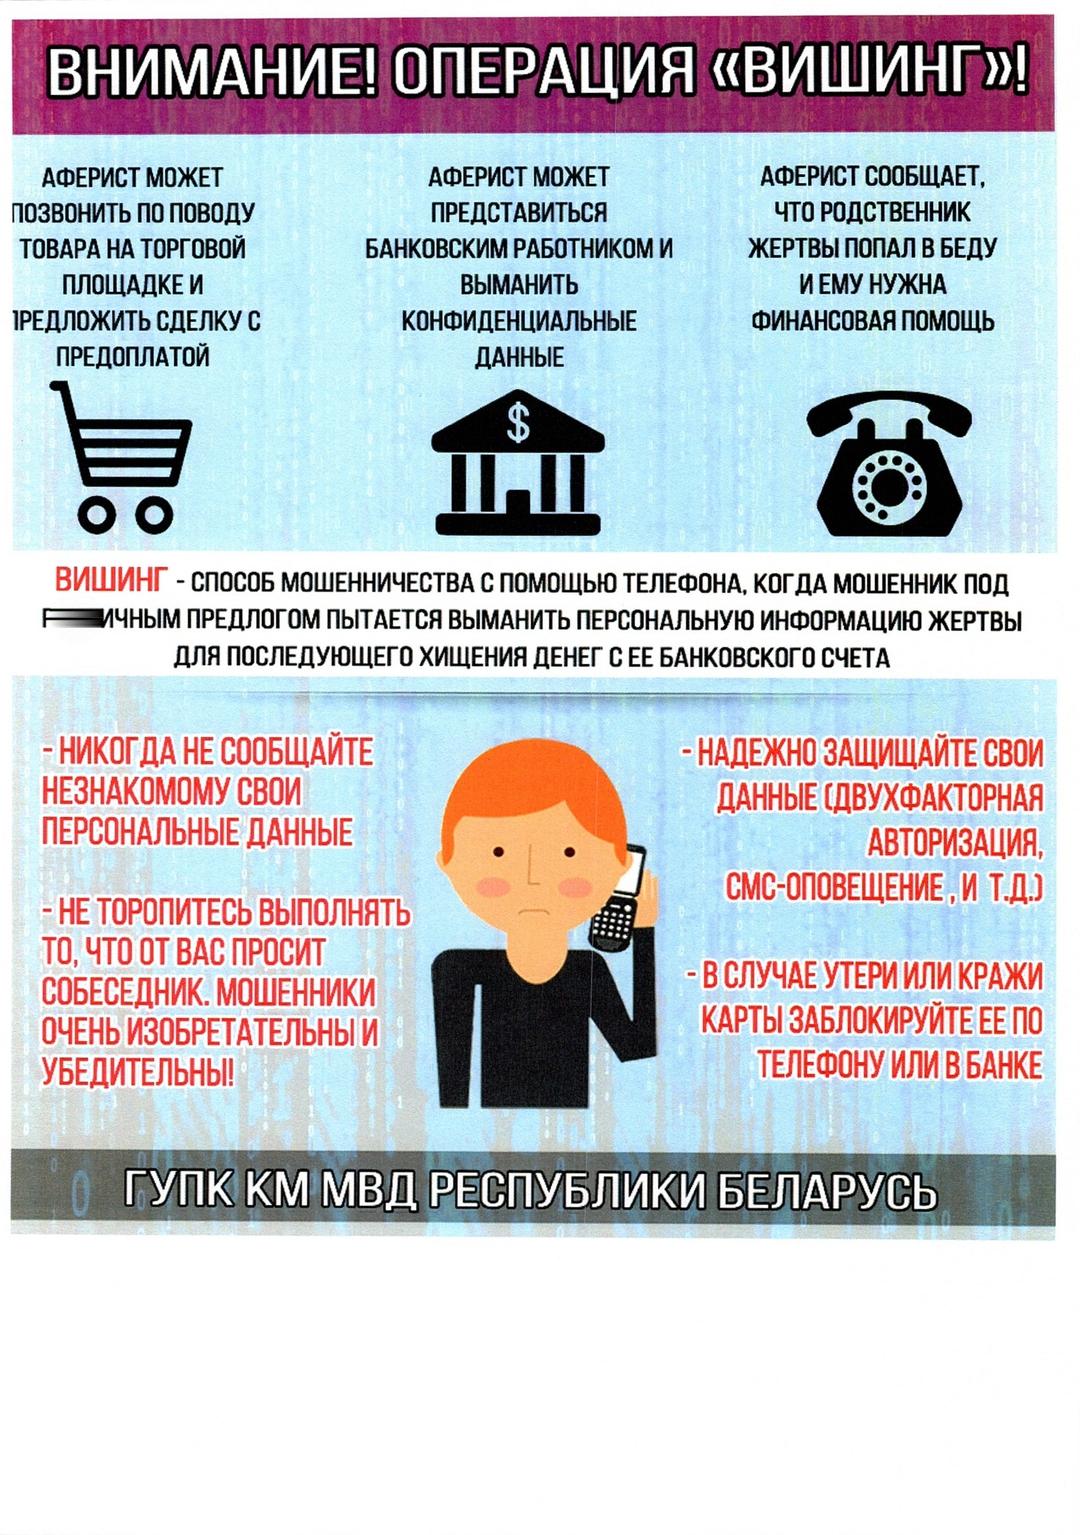 ВНИМАНИЕ! ОПЕРАЦИЯ «ВИШИНГ»!
АФЕРИСТ МОЖЕТ
ПОЗВОНИТЬ ПО ПОВОДУ
ТОВАРА НА ТОРГОВОЙ
ПЛОЩАДКЕ И
ПРЕДЛОЖИТЬ СДЕЛКУ С
ПРЕДОПЛАТОЙ
АФЕРИСТ МОЖЕТ
ПРЕДСТАВИТЬСЯ
БАНКОВСКИМ РАБОТНИКОМ И
ВЫМАНИТЬ
КОНФИДЕНЦИАЛЬНЫЕ
ДАННЫЕ
АФЕРИСТ СООБЩАЕТ,
ЧТО РОДСТВЕННИК
ЖЕРТВЫ ПОПАЛ В БЕДУ
И ЕМУ НУЖНА
ФИНАНСОВАЯ ПОМОЩЬ
$
ВИШИНГ - СПОСОБ МОШЕННИЧЕСТВА С ПОМОЩЬЮ ТЕЛЕФОНА, КОГДА МОШЕННИК ПОД
ПРЕДЛОГОМ ПЫТАЕТСЯ ВЫМАНИТЬ ПЕРСОНАЛЬНУЮ ИНФОРМАЦИЮ ЖЕРТВЫ
ДЛЯ ПОСЛЕДУЮЩЕГО ХИЩЕНИЯ ДЕНЕГ С ЕЕ БАНКОВСКОГО СЧЕТА
- НИКОГДА НЕ СООБЩАЙТЕ
НЕЗНАКОМОМУ СВОИ
ПЕРСОНАЛЬНЫЕ ДАННЫЕ
- НЕ ТОРОПИТЕСЬ ВЫПОЛНЯТЬ
ТО, ЧТО ОТ ВАС ПРОСИТ
СОБЕСЕДНИК. МОШЕННИКИ
ОЧЕНЬ ИЗОБРЕТАТЕЛЬНЫ И
УБЕДИТЕЛЬНЫ!
- НАДЕЖНО ЗАЩИЩАЙТЕ СВОИ
ДАННЫЕ (ДВУХФАКТОРНАЯ
АВТОРИЗАЦИЯ,
СМС-ОПОВЕЩЕНИЕ , И Т.Д.)
- В СЛУЧАЕ УТЕРИ ИЛИ КРАЖИ
КАРТЫ ЗАБЛОКИРУЙТЕ ЕЕ ПО
ТЕЛЕФОНУ ИЛИ В БАНКЕ
ГУПК КМ МВД РЕСПУБЛИКИ БЕЛАРУСЬ